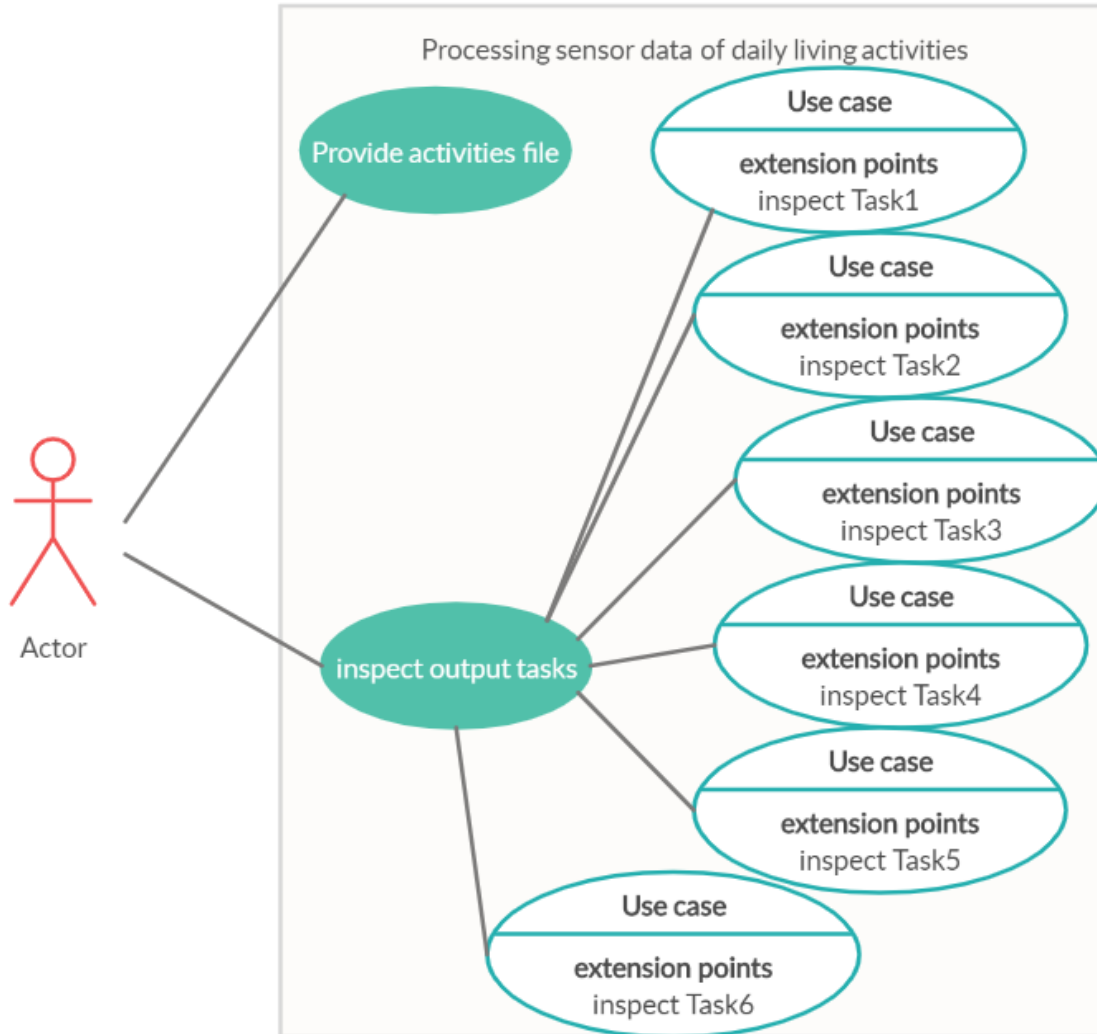 Processing sensor data of daily living activities
Provide activities file
Use case
extension points
inspect Task1
Use case
extension points
inspect Task2
Use case
extension points
inspect Task3
Actor
inspect output tasks
Use case
extension points
inspect Task4
Use case
extension points
inspect Task5
Use case
extension points
inspect Task6